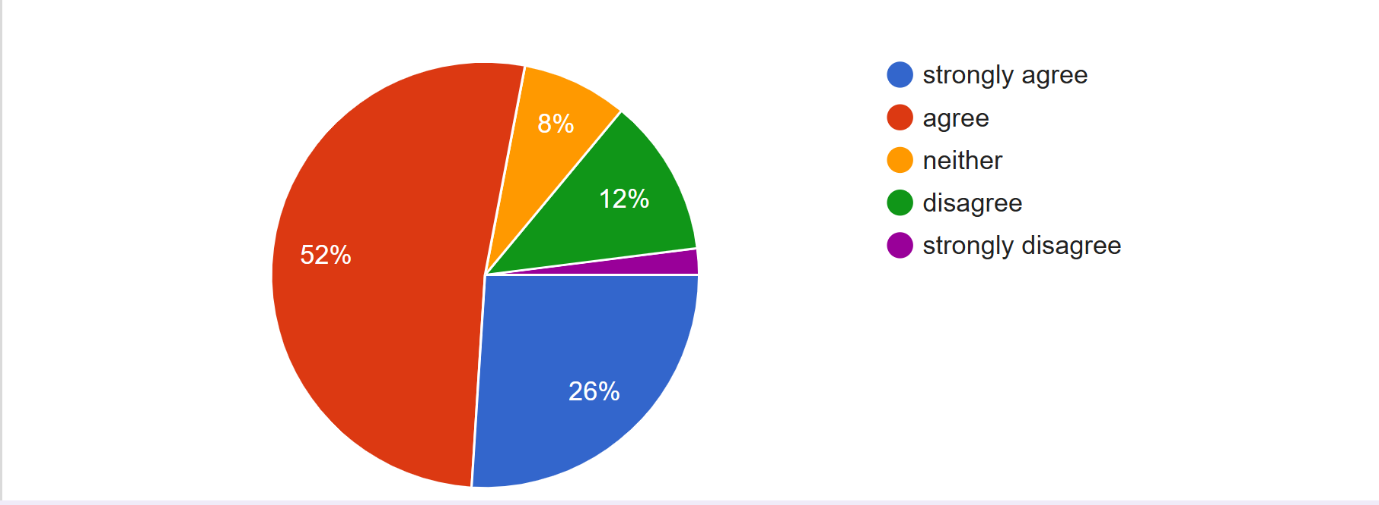 strongly agree
agree
neither
disagree
strongly disagree
8%
12%
52%
26%